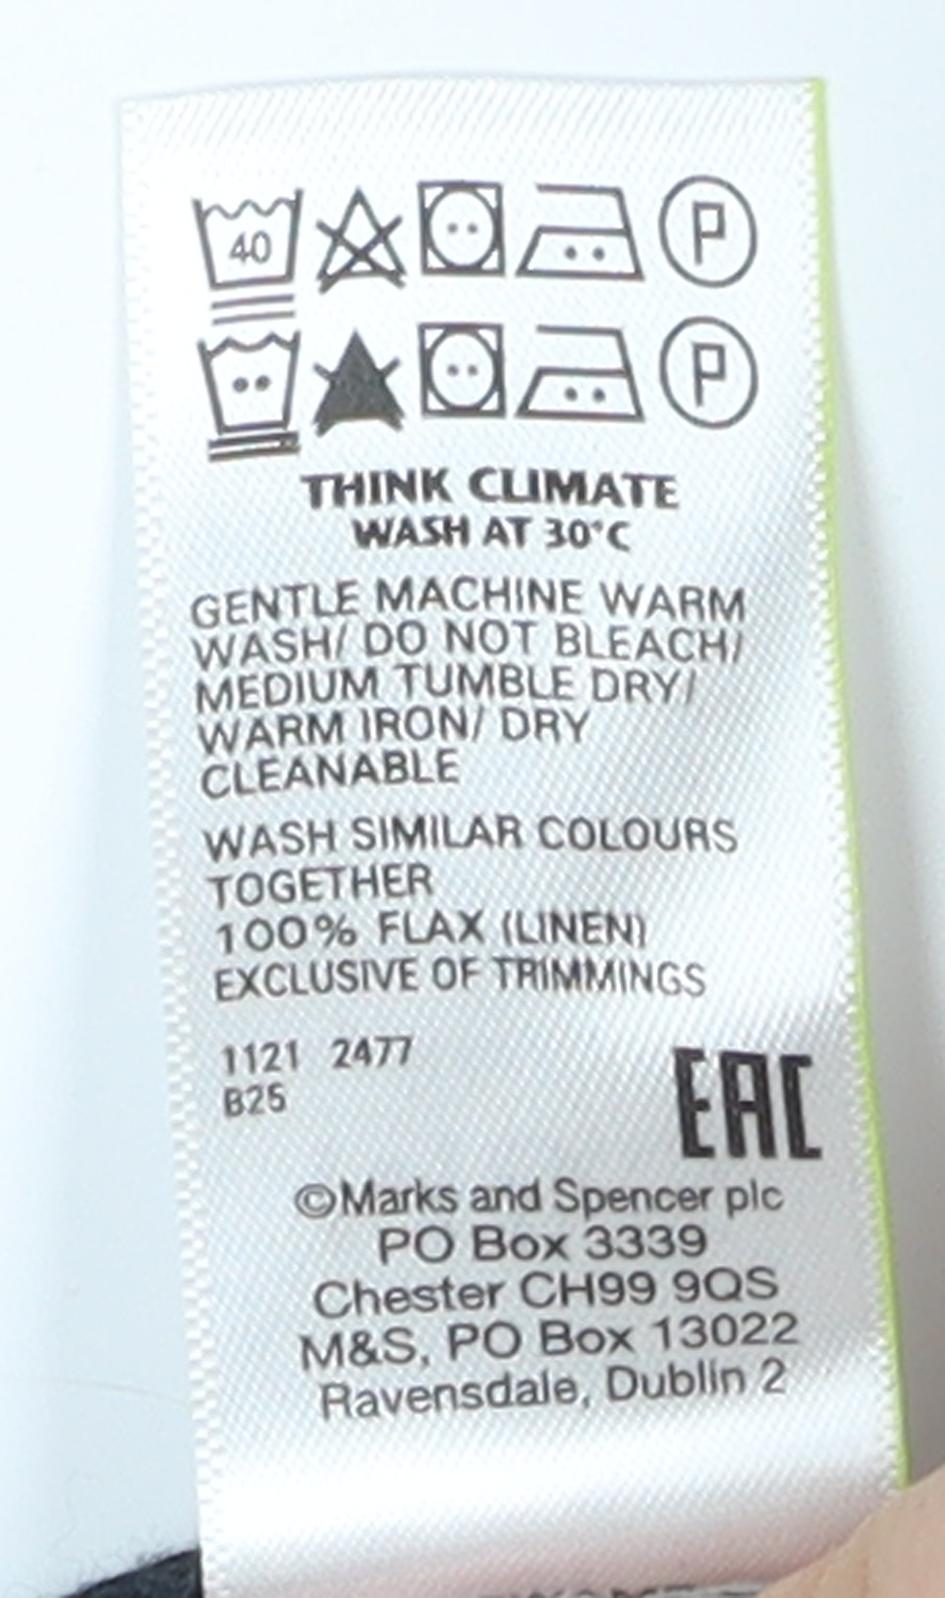 40
P
P
THINK CLIMATE
WASH AT 30°C
GENTLE MACHINE WARM
WASH/ DO NOT BLEACH/
MEDIUM TUMBLE DRY/
WARM IRON/ DRY
CLEANABLE
WASH SIMILAR COLOURS
TOGETHER
100% FLAX (LINEN)
EXCLUSIVE OF TRIMMINGS
1121 2477
B25
EAC
©Marks and Spencer plc
PO Box 3339
Chester CH99 9QS
M&S, PO Box 13022
Ravensdale, Dublin 2